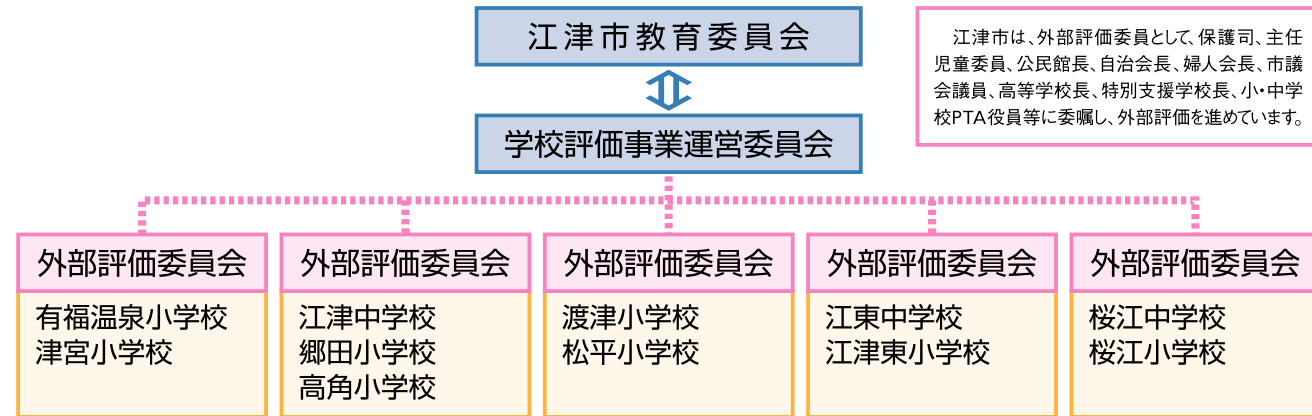 江津市教育委員会
学校評価事業運営委員会
江津市は、外部評価委員として、保護司、主任
児童委員、公民館長、自治会長、婦人会長、市議
会議員、高等学校長、特別支援学校長、小・中学
校PTA役員等に委嘱し、外部評価を進めています。
外部評価委員会
有福温泉小学校
津宮小学校
外部評価委員会
江津中学校
郷田小学校
高角小学校
外部評価委員会
渡津小学校
松平小学校
外部評価委員会
江東中学校
江津東小学校
外部評価委員会
桜江中学校
桜江小学校